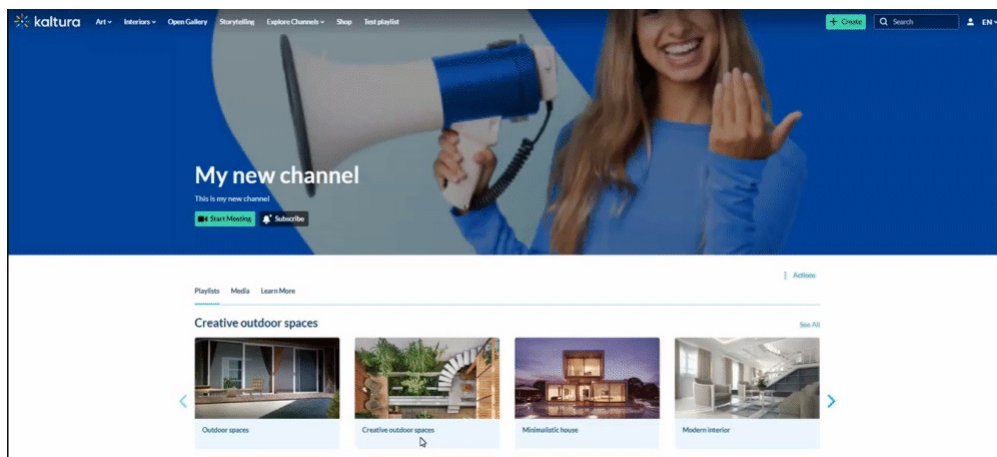 kaltura Art Interiors Open Gallery Storytelling Explore Channels Shop Test playlist + Create Search EN
My new channel
This is my new channel
Start Meeting Subscribe
Actions
Playlists Media Learn More
Creative outdoor spaces See All
Outdoor spaces Creative outdoor spaces Minimalistic house Modern interior